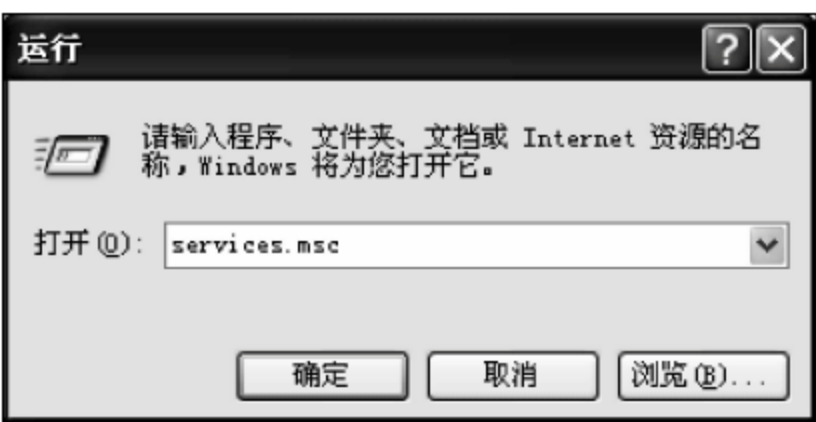 运行
请输入程序、文件夹、文档或 Internet 资源的名
称，Windows 将为您打开它。
打开(O): services.msc
确定 取消 浏览(B)...